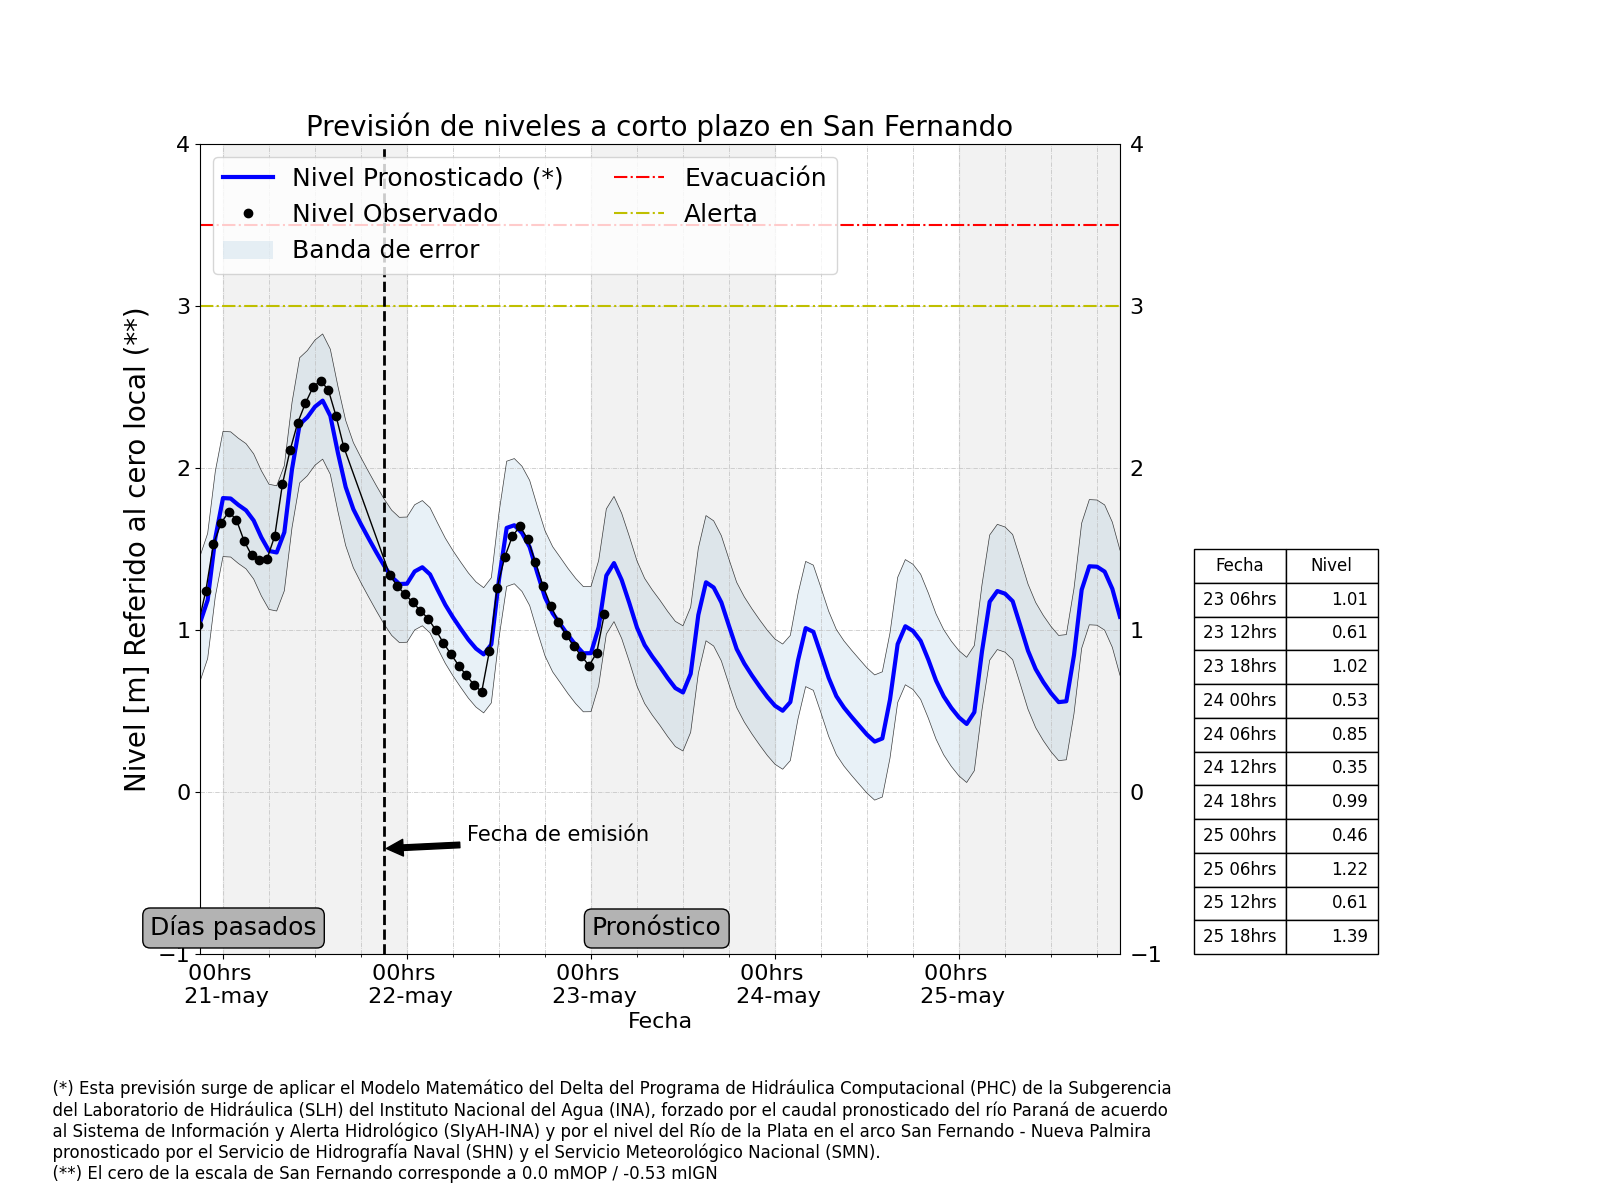 Previsión de niveles a corto plazo en San Fernando
Nivel Pronosticado (*)
Nivel Observado
Banda de error
Evacuación
Alerta
Nivel [m] Referido al cero local (**)
4
3
2
1
0
−1
4
3
2
1
0
−1
Fecha de emisión
Días pasados
Pronóstico
00hrs 00hrs 00hrs 00hrs 00hrs
21-may 22-may 23-may 24-may 25-may
Fecha
Fecha Nivel
23 06hrs 1.01
23 12hrs 0.61
23 18hrs 1.02
24 00hrs 0.53
24 06hrs 0.85
24 12hrs 0.35
24 18hrs 0.99
25 00hrs 0.46
25 06hrs 1.22
25 12hrs 0.61
25 18hrs 1.39
(*) Esta previsión surge de aplicar el Modelo Matemático del Delta del Programa de Hidráulica Computacional (PHC) de la Subgerencia
del Laboratorio de Hidráulica (SLH) del Instituto Nacional del Agua (INA), forzado por el caudal pronosticado del río Paraná de acuerdo
al Sistema de Información y Alerta Hidrológico (SIyAH-INA) y por el nivel del Río de la Plata en el arco San Fernando - Nueva Palmira
pronosticado por el Servicio de Hidrografía Naval (SHN) y el Servicio Meteorológico Nacional (SMN).
(**) El cero de la escala de San Fernando corresponde a 0.0 mMOP / -0.53 mIGN